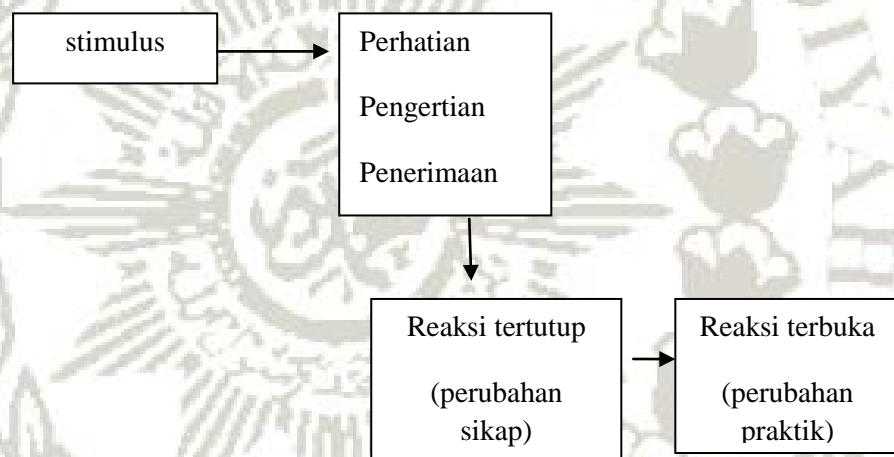 stimulus
Perhatian
Pengertian
Penerimaan
Reaksi tertutup
(perubahan
sikap)
Reaksi terbuka
(perubahan
praktik)